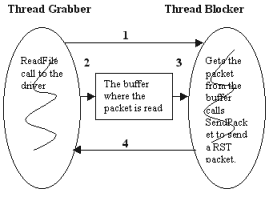 Thread Grabber
Thread Blocker
1
ReadFile
call to the
driver
2
The buffer
where the
packet is read
3
Gets the
packet
from the
buffer
calls
SendPack
et to send
a RST
packet.
4